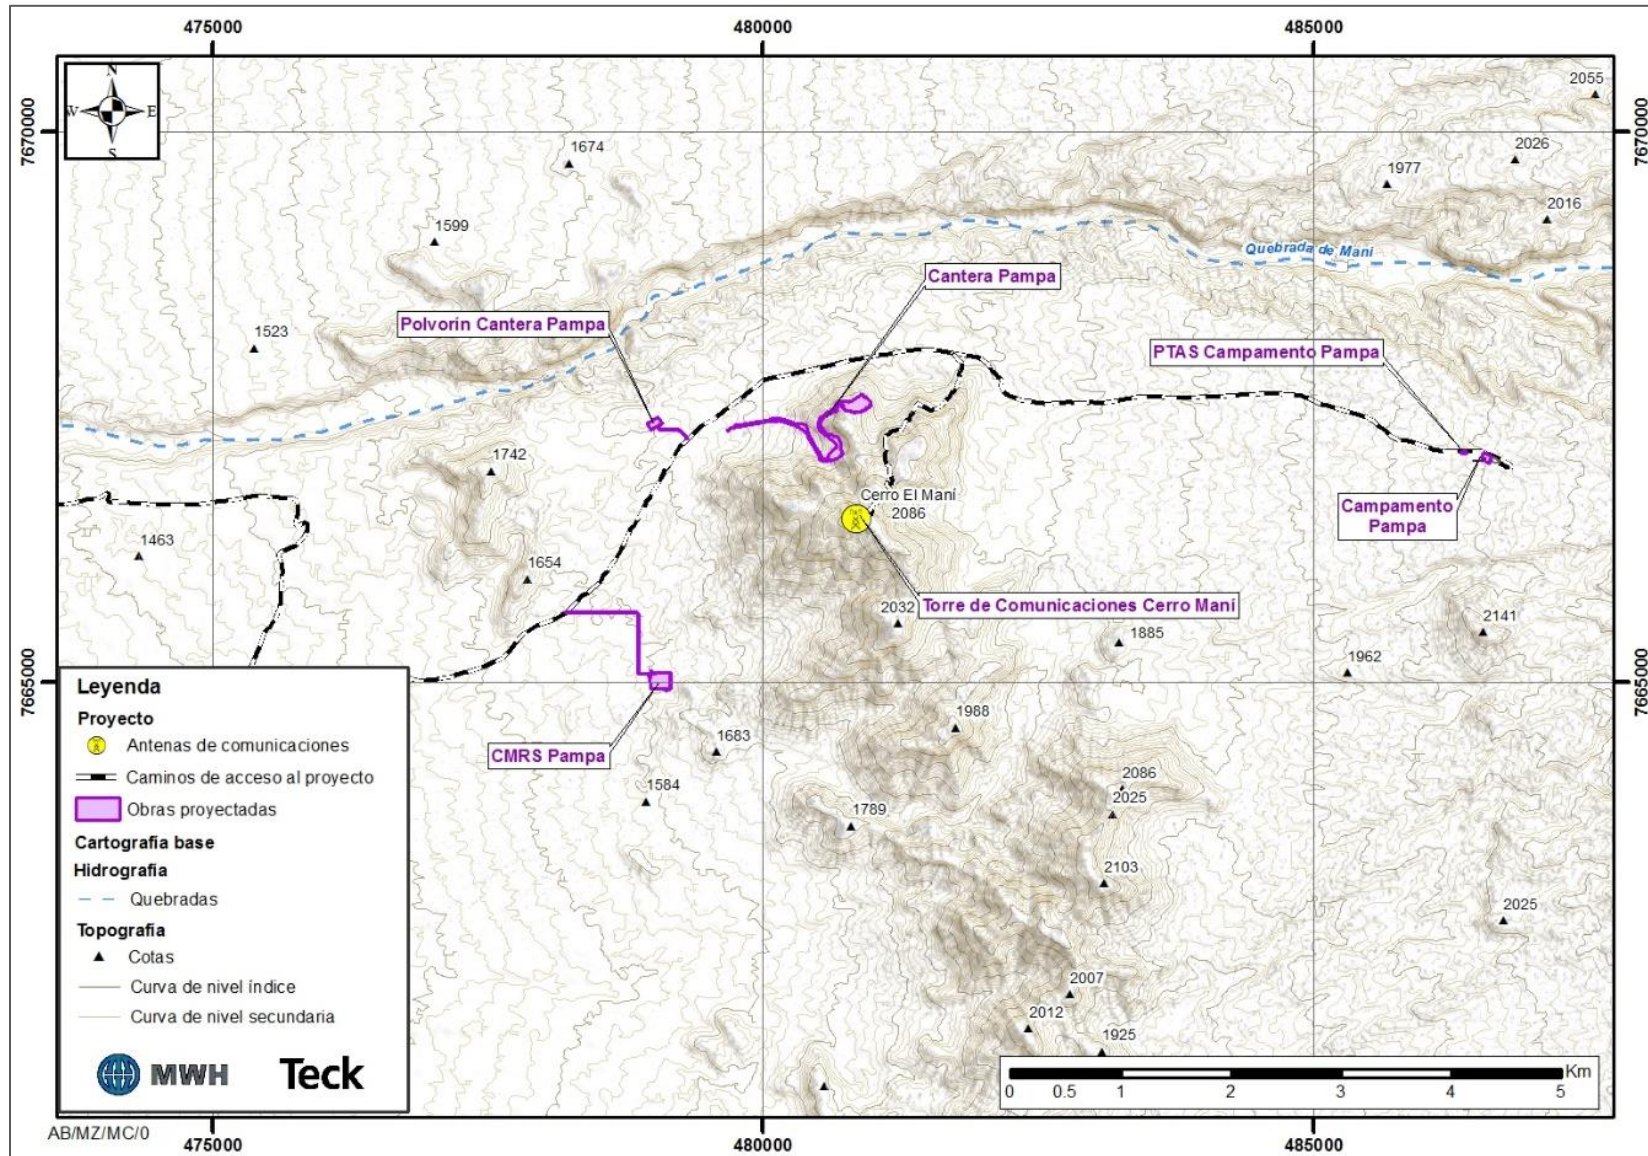 475000
480000
485000
N
W
E
S
7670000
7670000
2055
2026
1674
1977
2016
1599
Quebrada de Mani
Cantera Pampa
Polvorin Cantera Pampa
1523
PTAS Campamento Pampa
1742
Cerro El Maní
2086
Campamento
Pampa
1463
1654
Torre de Comunicaciones Cerro Maní
2032
2141
1885
1962
7665000
7665000
1988
1683
CMRS Pampa
2086
1584
2025
1789
2103
2025
2007
2012
1925
Leyenda
Proyecto
Antenas de comunicaciones
Caminos de acceso al proyecto
Obras proyectadas
Cartografia base
Hidrografia
Quebradas
Topografia
Cotas
Curva de nivel índice
Curva de nivel secundaria
MWH
Teck
Km
0 0.5 1 2 3 4 5
AB/MZ/MC/0
475000
480000
485000